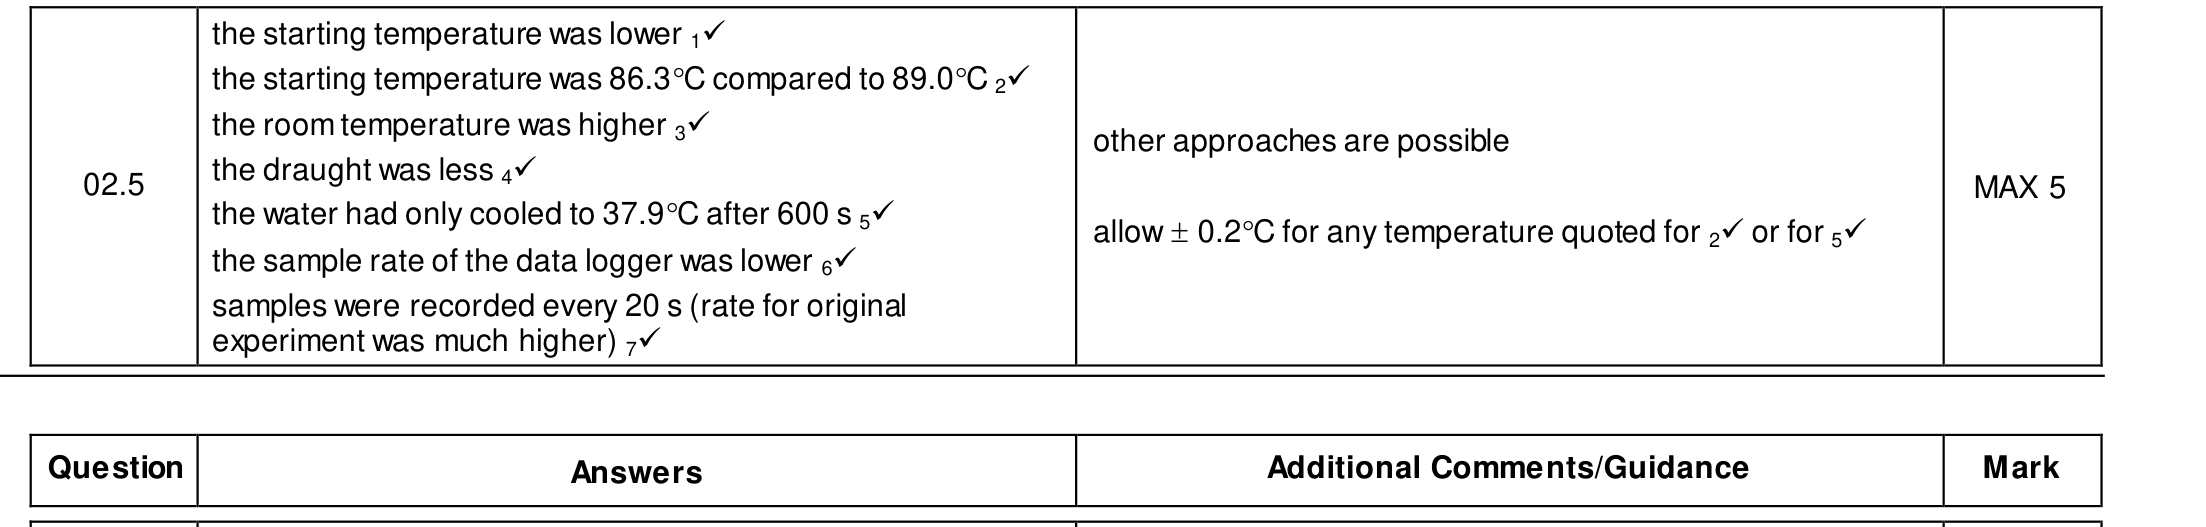 02.5
the starting temperature was lower ₁✓
the starting temperature was 86.3°C compared to 89.0°C ₂✓
the room temperature was higher ₃✓
the draught was less ₄✓
the water had only cooled to 37.9°C after 600 s ₅✓
the sample rate of the data logger was lower ₆✓
samples were recorded every 20 s (rate for original
experiment was much higher) ₇✓
other approaches are possible
allow ± 0.2°C for any temperature quoted for ₂✓ or for ₅✓
MAX 5
Question Answers Additional Comments/Guidance Mark